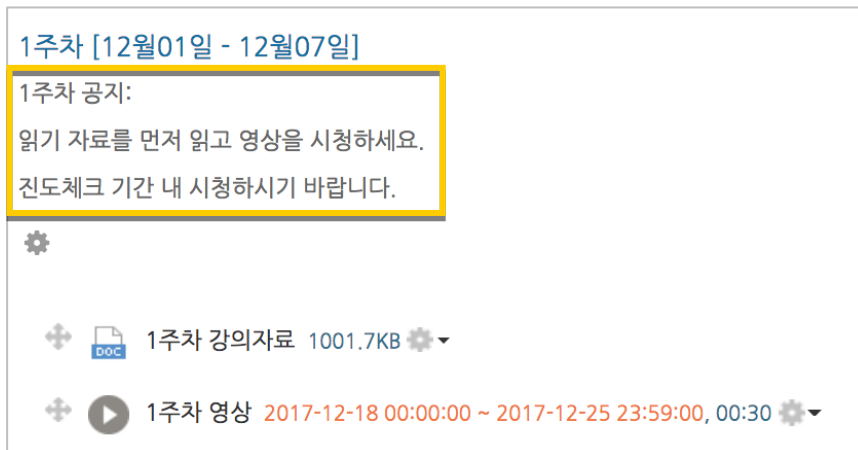 1주차 [12월01일 - 12월07일]
1주차 공지:
읽기 자료를 먼저 읽고 영상을 시청하세요.
진도체크 기간 내 시청하시기 바랍니다.
DOC 1주차 강의자료 1001.7KB
1주차 영상 2017-12-18 00:00:00 ~ 2017-12-25 23:59:00, 00:30